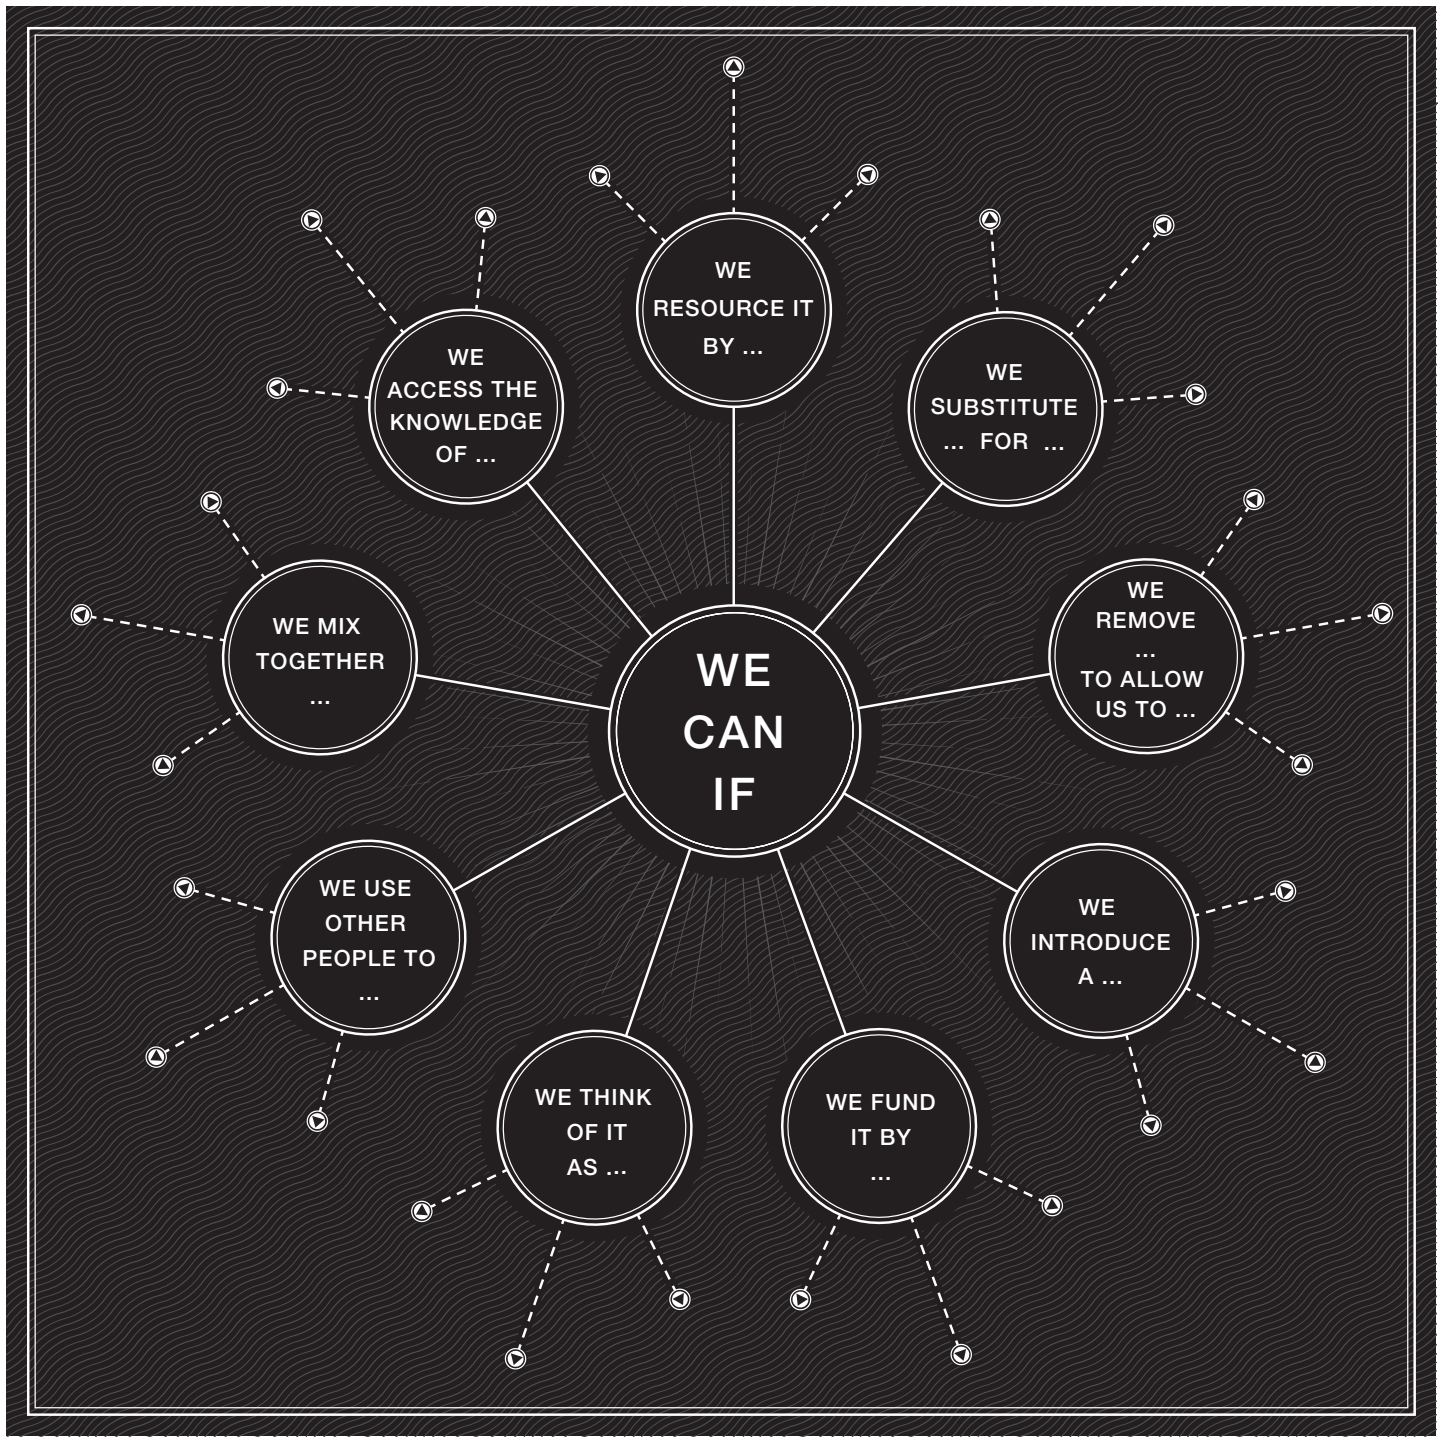 WE
RESOURCE IT
BY ...
WE
SUBSTITUTE
... FOR ...
WE
REMOVE
...
TO ALLOW
US TO ...
WE
INTRODUCE
A ...
WE FUND
IT BY
...
WE THINK
OF IT
AS ...
WE USE
OTHER
PEOPLE TO
...
WE MIX
TOGETHER
...
WE
ACCESS THE
KNOWLEDGE
OF ...
WE
CAN
IF